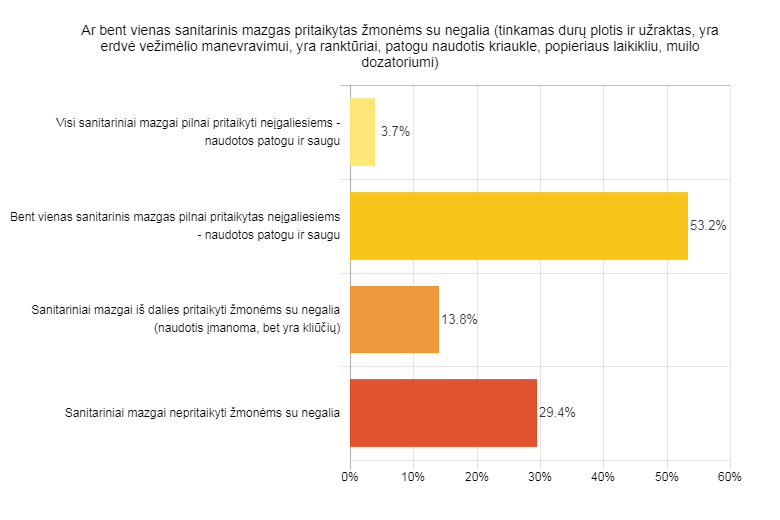 Ar bent vienas sanitarinis mazgas pritaikytas žmonėms su negalia (tinkamas durų plotis ir užraktas, yra
erdvė vežimėlio manevravimui, yra ranktūriai, patogu naudotis kriaukle, popieriaus laikikliu, muilo
dozatoriumi)
Visi sanitariniai mazgai pilnai pritaikyti neįgaliesiems -
naudotos patogu ir saugu
3.7%
Bent vienas sanitarinis mazgas pilnai pritaikytas neįgaliesiems
- naudotos patogu ir saugu
53.2%
Sanitariniai mazgai iš dalies pritaikyti žmonėms su negalia
(naudotis įmanoma, bet yra kliūčių)
13.8%
Sanitariniai mazgai nepritaikyti žmonėms su negalia
29.4%
0% 10% 20% 30% 40% 50% 60%